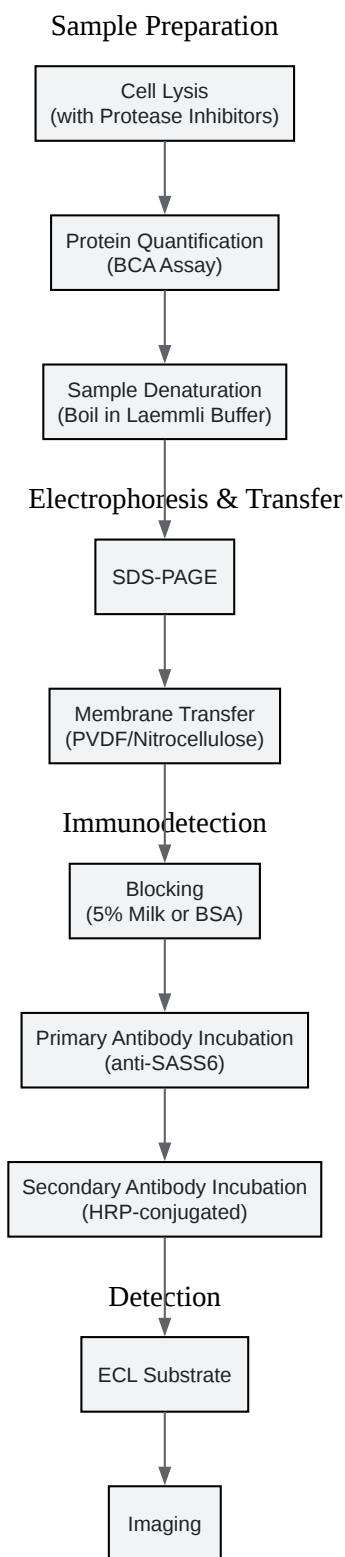 Sample Preparation
Cell Lysis
(with Protease Inhibitors)
Protein Quantification
(BCA Assay)
Sample Denaturation
(Boil in Laemmli Buffer)
Electrophoresis & Transfer
SDS-PAGE
Membrane Transfer
(PVDF/Nitrocellulose)
Immunodetection
Blocking
(5% Milk or BSA)
Primary Antibody Incubation
(anti-SASS6)
Secondary Antibody Incubation
(HRP-conjugated)
Detection
ECL Substrate
Imaging